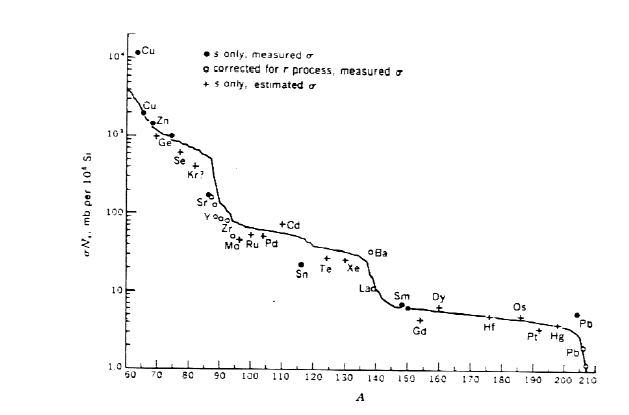 10⁴
Cu
● s only, measured σ
○ corrected for r process, measured σ
+ s only, estimated σ
Cu
Zn
10³
Ge
Se
Kr?
σNₛ, mb per 10⁶ Si
Sr
100
Y
Zr
Cd
Mo
Ru
Pd
Ba
Sn
Te
Xe
10
La
Sm
Dy
Os
Gd
Hf
Pt
Hg
Pb
Pb
1.0
60 70 80 90 100 110 120 130 140 150 160 170 180 190 200 210
A